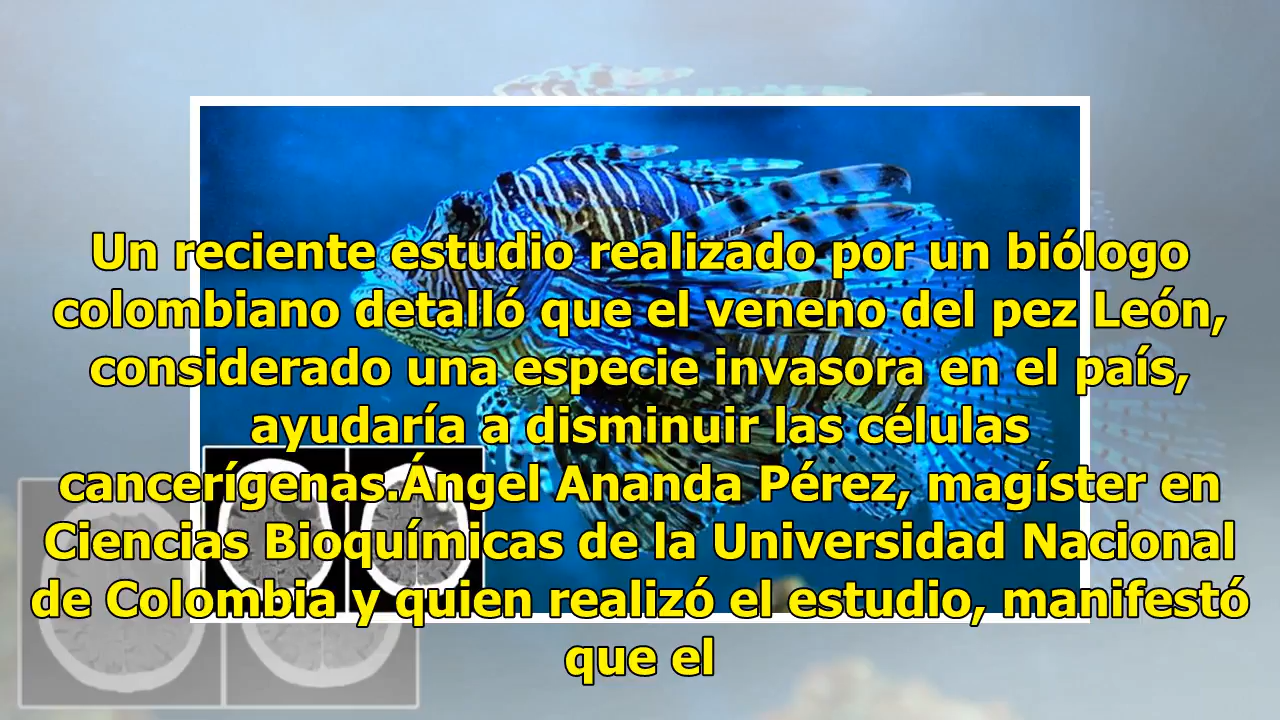 Un reciente estudio realizado por un biólogo
colombiano detalló que el veneno del pez León,
considerado una especie invasora en el país,
ayudaría a disminuir las células
cancerígenas.Ángel Ananda Pérez, magíster en
Ciencias Bioquímicas de la Universidad Nacional
de Colombia y quien realizó el estudio, manifestó
que el